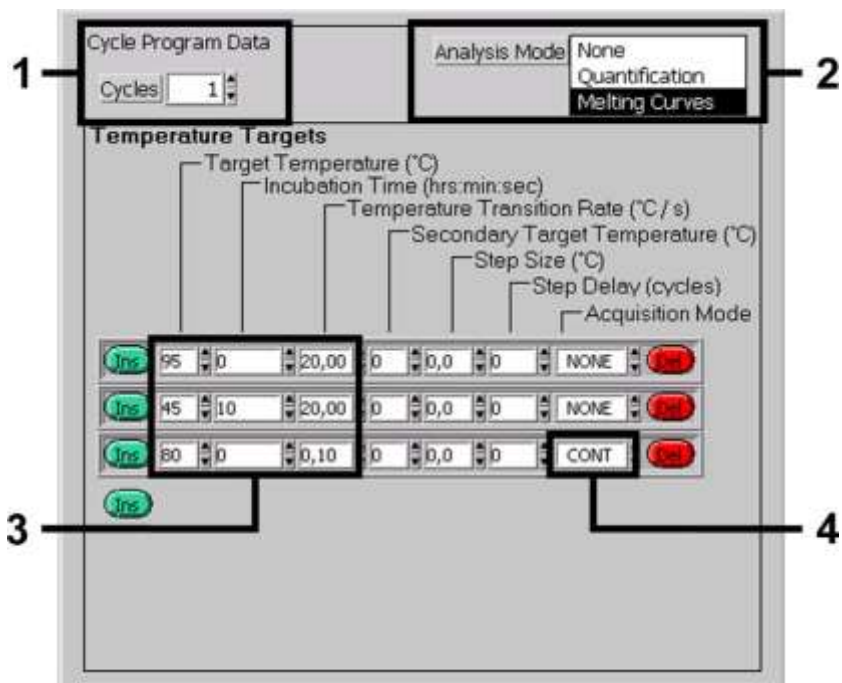 Cycle Program Data
Cycles 1
Analysis Mode None
Quantification
Melting Curves
1
2
Temperature Targets
Target Temperature (°C)
Incubation Time (hrs:min:sec)
Temperature Transition Rate (°C / s)
Secondary Target Temperature (°C)
Step Size (°C)
Step Delay (cycles)
Acquisition Mode
Ins 95 0 20,00 0 0,0 0 NONE Del
Ins 45 10 20,00 0 0,0 0 NONE Del
Ins 80 0 0,10 0 0,0 0 CONT Del
Ins
3
4